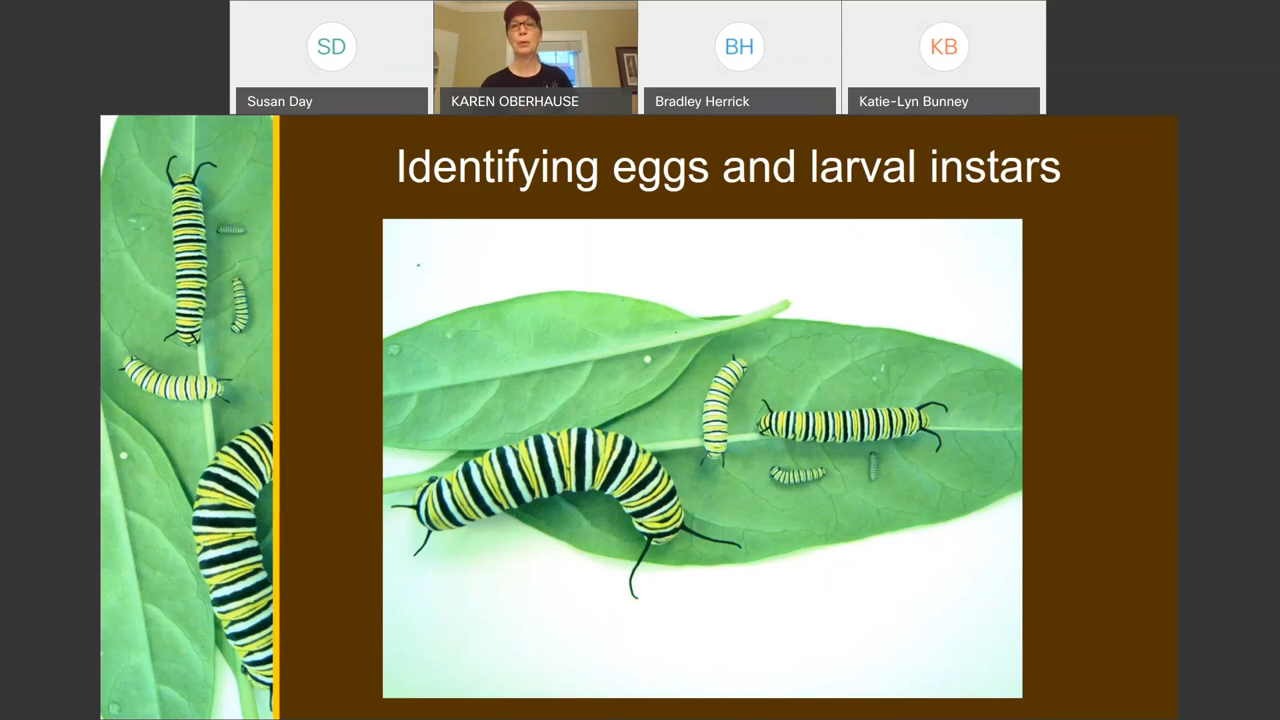 SD
BH
KB
Susan Day
KAREN OBERHAUSE
Bradley Herrick
Katie-Lyn Bunney
Identifying eggs and larval instars